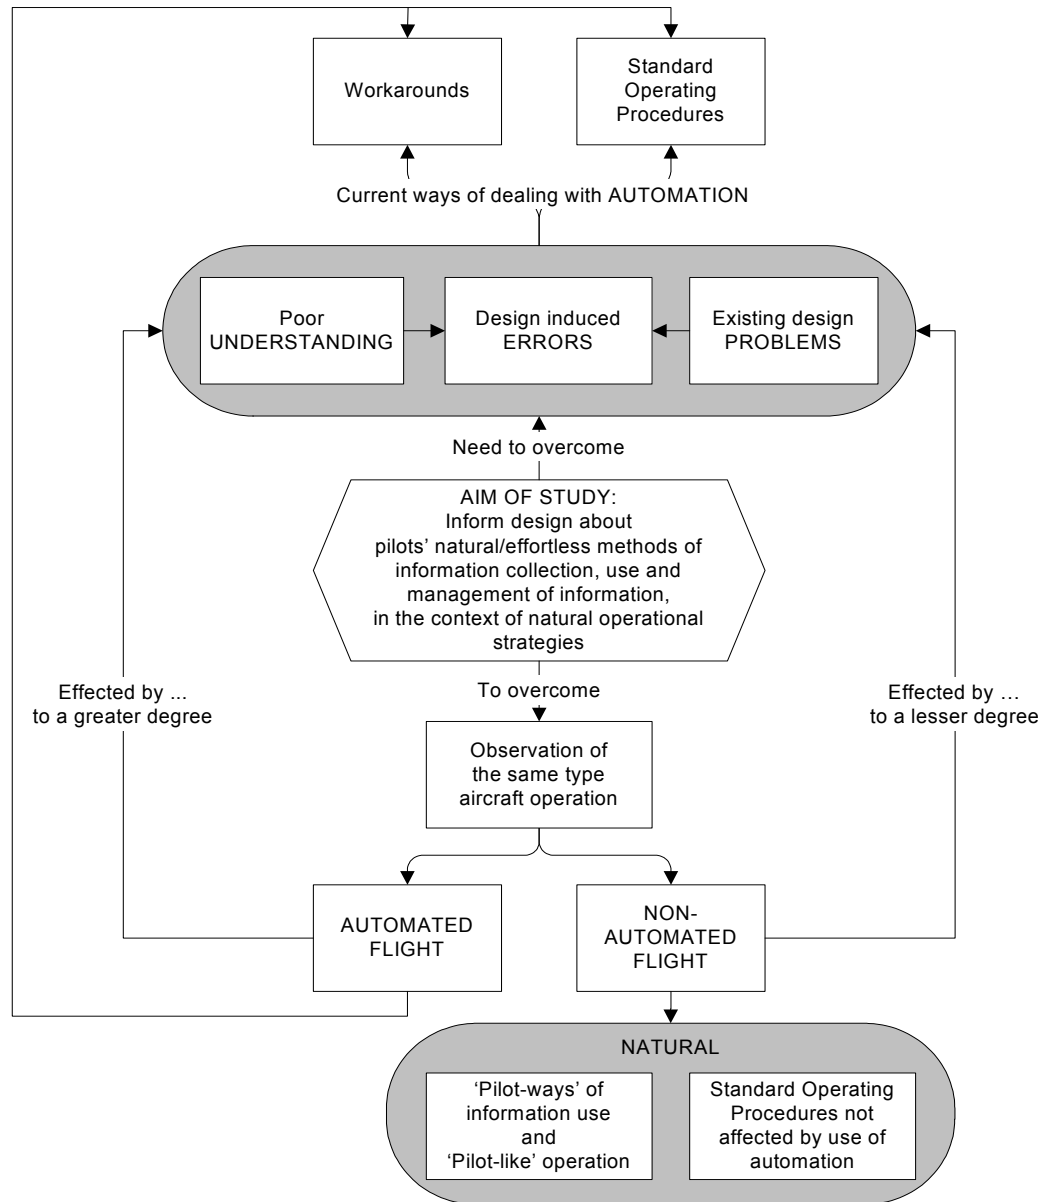 Workarounds
Standard
Operating
Procedures
Current ways of dealing with AUTOMATION
Poor
UNDERSTANDING
Design induced
ERRORS
Existing design
PROBLEMS
Need to overcome
AIM OF STUDY:
Inform design about
pilots’ natural/effortless methods of
information collection, use and
management of information,
in the context of natural operational
strategies
Effected by ...
to a greater degree
To overcome
Effected by …
to a lesser degree
Observation of
the same type
aircraft operation
AUTOMATED
FLIGHT
NON-
AUTOMATED
FLIGHT
NATURAL
‘Pilot-ways’ of
information use
and
‘Pilot-like’ operation
Standard Operating
Procedures not
affected by use of
automation